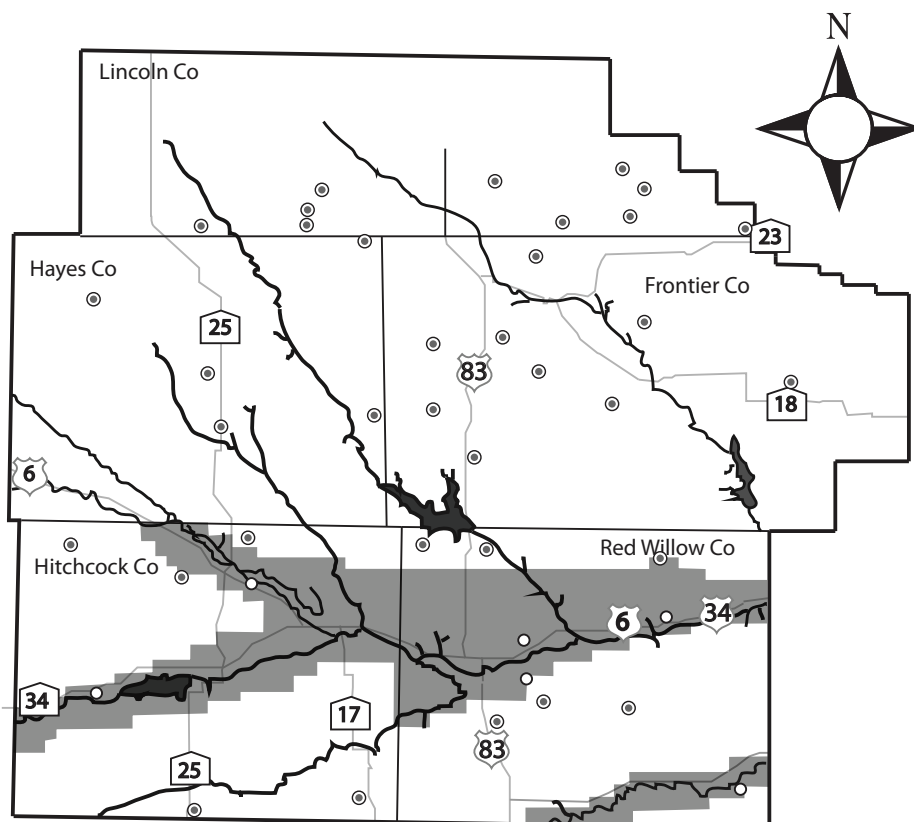 N
Lincoln Co
23
Hayes Co
Frontier Co
25
83
18
6
Red Willow Co
Hitchcock Co
34
6
34
17
83
25